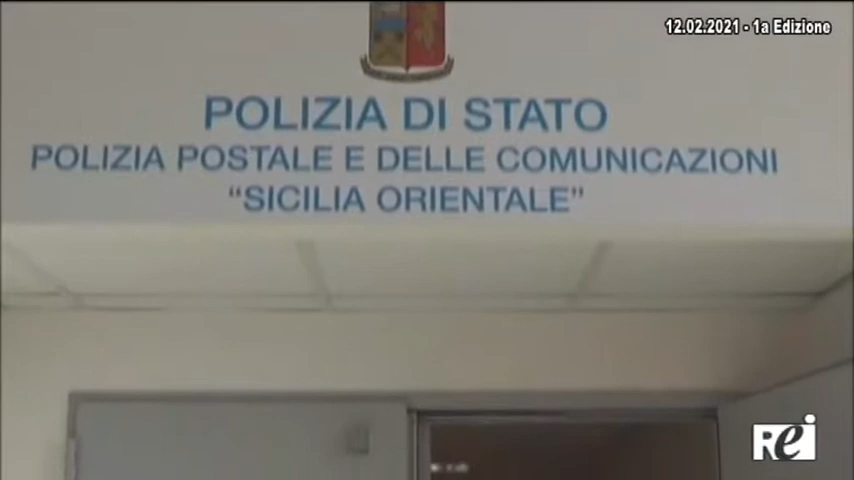 12.02.2021 - 1a Edizione
POLIZIA DI STATO
POLIZIA POSTALE E DELLE COMUNICAZIONI
“SICILIA ORIENTALE”
Rei